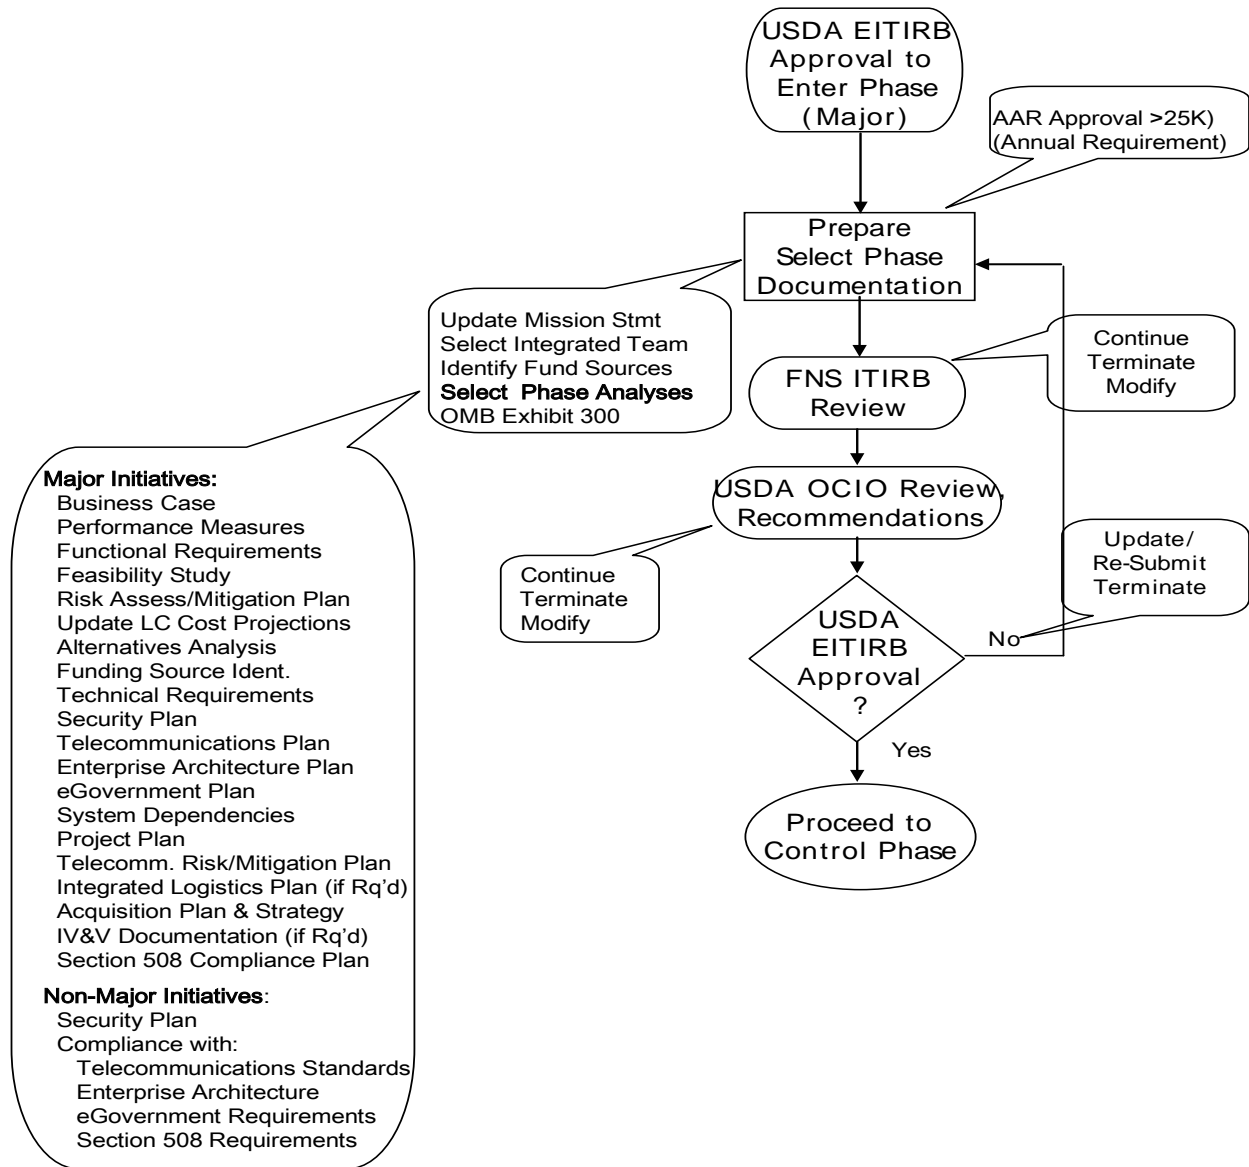 USDA EITIRB
Approval to
Enter Phase
(Major)
AAR Approval >25K)
(Annual Requirement)
Prepare
Select Phase
Documentation
Update Mission Stmt
Select Integrated Team
Identify Fund Sources
Select Phase Analyses
OMB Exhibit 300
Continue
Terminate
Modify
FNS ITIRB
Review
USDA OCIO Review,
Recommendations
Continue
Terminate
Modify
Update/
Re-Submit
Terminate
USDA
EITIRB
Approval
?
No
Yes
Proceed to
Control Phase
Major Initiatives:
Business Case
Performance Measures
Functional Requirements
Feasibility Study
Risk Assess/Mitigation Plan
Update LC Cost Projections
Alternatives Analysis
Funding Source Ident.
Technical Requirements
Security Plan
Telecommunications Plan
Enterprise Architecture Plan
eGovernment Plan
System Dependencies
Project Plan
Telecomm. Risk/Mitigation Plan
Integrated Logistics Plan (if Rq'd)
Acquisition Plan & Strategy
IV&V Documentation (if Rq'd)
Section 508 Compliance Plan
Non-Major Initiatives:
Security Plan
Compliance with:
Telecommunications Standards
Enterprise Architecture
eGovernment Requirements
Section 508 Requirements